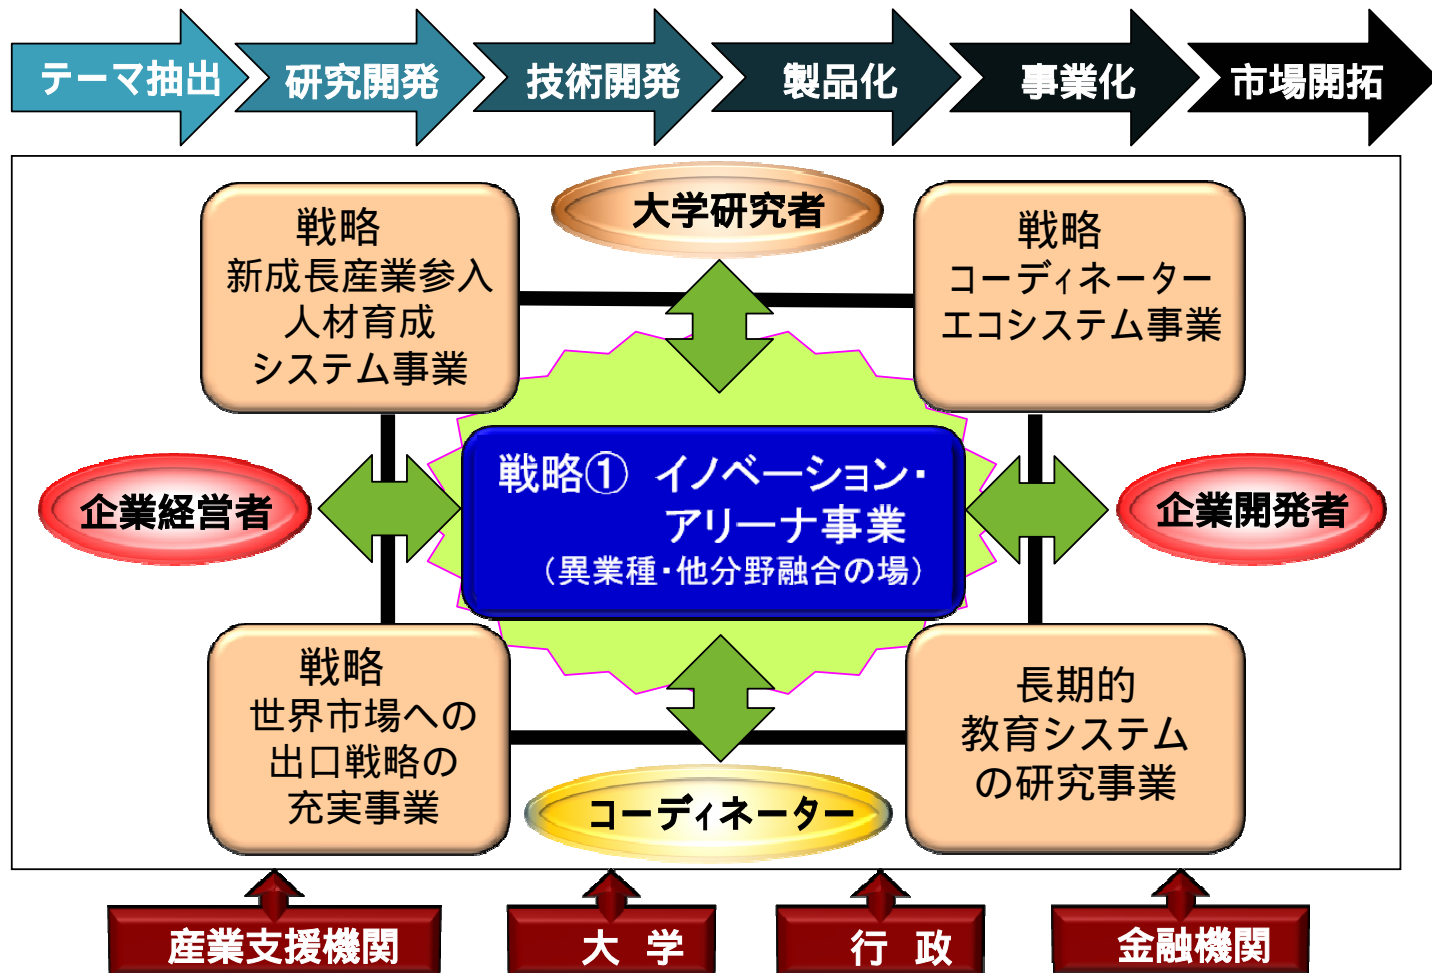 テーマ抽出
研究開発
技術開発
製品化
事業化
市場開拓
大学研究者
戦略
新成長産業参入
人材育成
システム事業
戦略
コーディネーター
エコシステム事業
企業経営者
戦略① イノベーション・
アリーナ事業
（異業種・他分野融合の場）
企業開発者
戦略
世界市場への
出口戦略の
充実事業
長期的
教育システム
の研究事業
コーディネーター
産業支援機関
大 学
行 政
金融機関